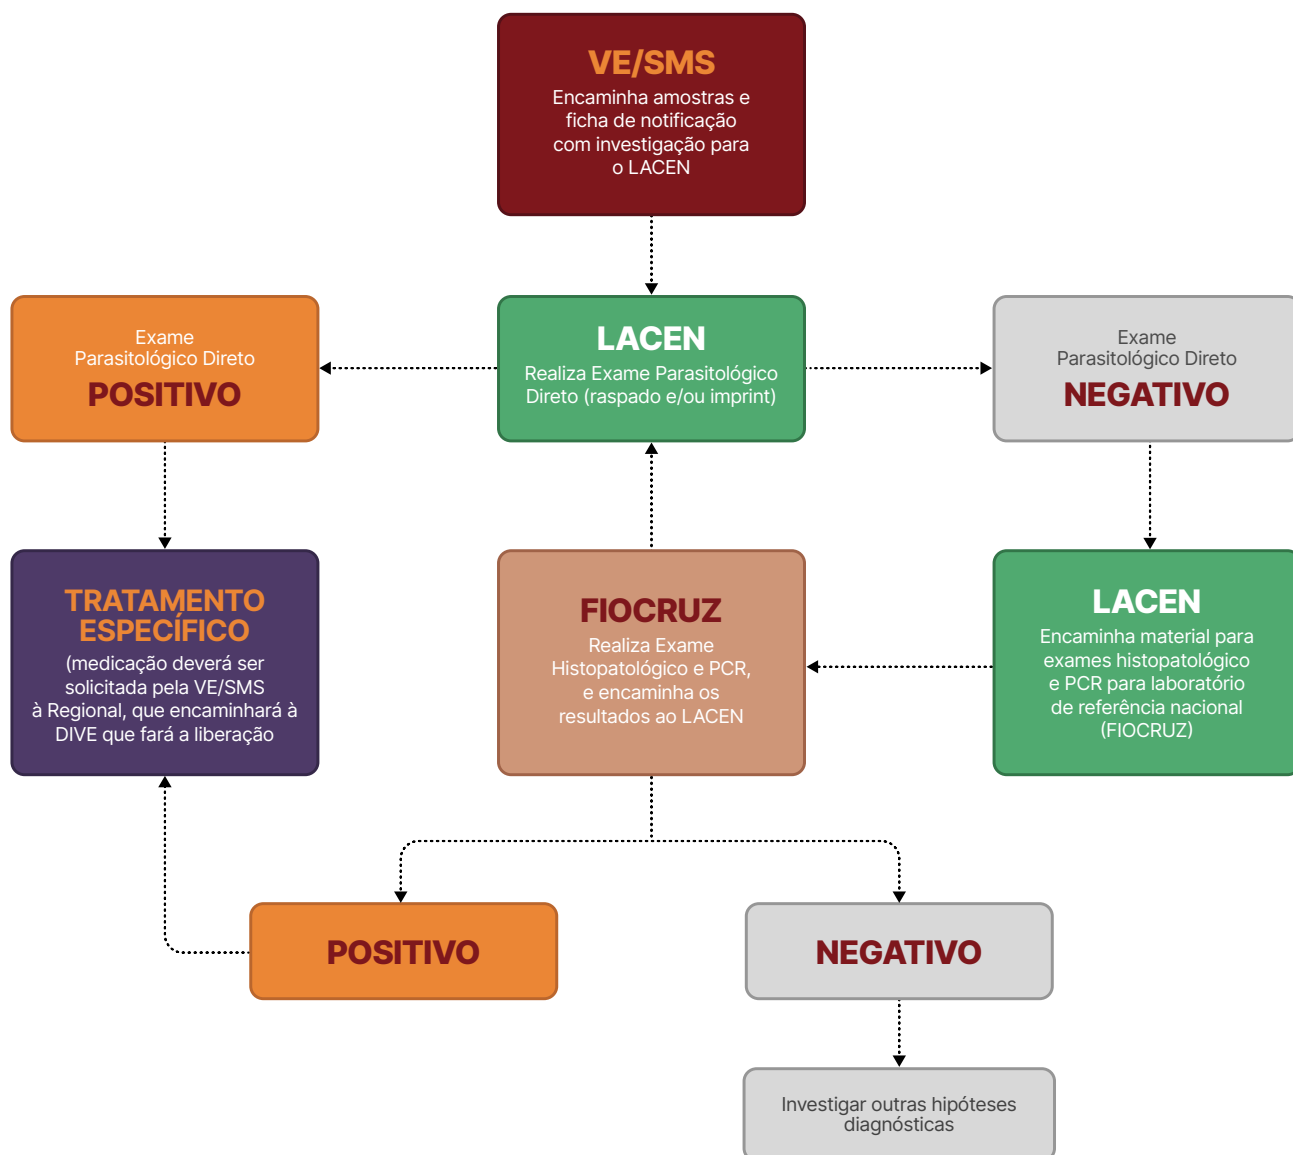 VE/SMS
Encaminha amostras e
ficha de notificação
com investigação para
o LACEN
Exame
Parasitológico Direto
POSITIVO
LACEN
Realiza Exame Parasitológico
Direto (raspado e/ou imprint)
Exame
Parasitológico Direto
NEGATIVO
TRATAMENTO
ESPECÍFICO
(medicação deverá ser
solicitada pela VE/SMS
à Regional, que encaminhará à
DIVE que fará a liberação
FIOCRUZ
Realiza Exame
Histopatológico e PCR,
e encaminha os
resultados ao LACEN
LACEN
Encaminha material para
exames histopatológico
e PCR para laboratório
de referência nacional
(FIOCRUZ)
POSITIVO
NEGATIVO
Investigar outras hipóteses
diagnósticas